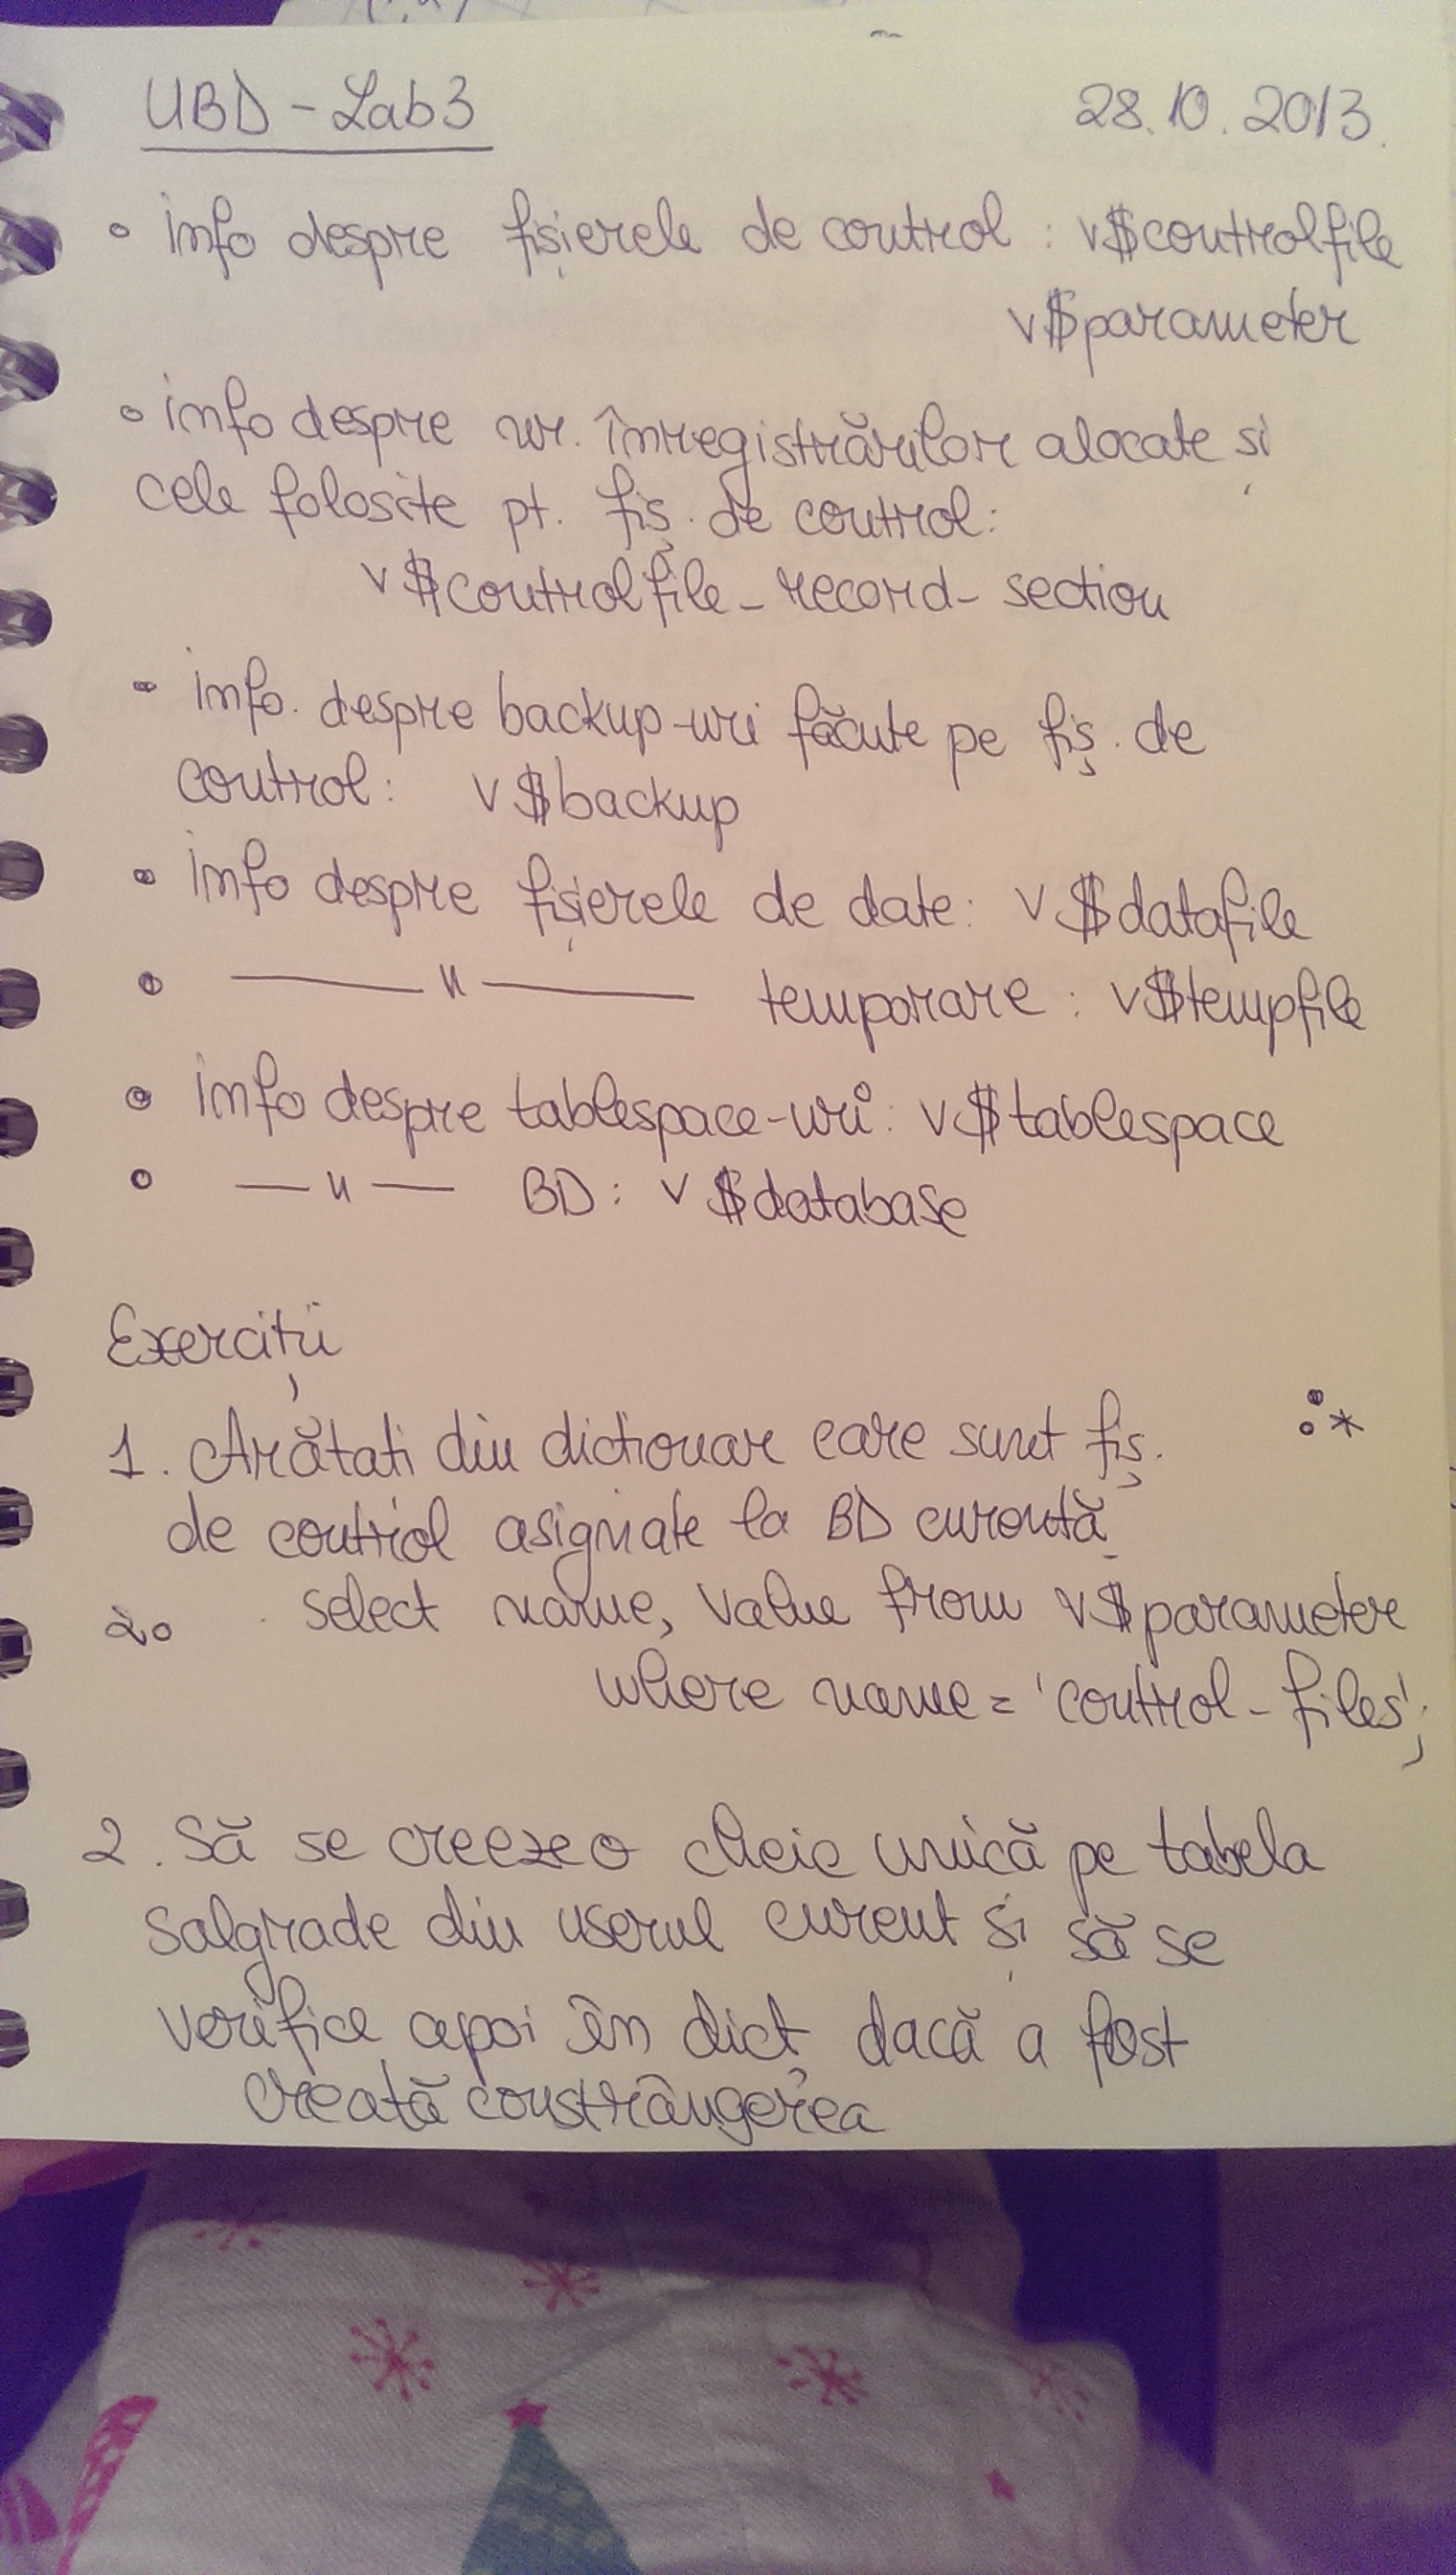 UBD - Lab3 28.10.2013.
• info despre fișierele de control : v$controlfile
v$parameter
• info despre nr. înregistrărilor alocate și
cele folosite pt. fiș. de control:
v$controlfile_record_section
• info. despre backup-uri făcute pe fiș. de
control: v$backup
• info despre fișierele de date: v$datafile
• ——— " ——— temporare : v$tempfile
• info despre tablespace-uri: v$tablespace
• — " — BD: v$database
Exerciții
1. Arătați din dicționar care sunt fiș.
de control asignate la BD curentă
select name, value from v$parameter
where name = 'control_files';
2. Să se creeze o cheie unică pe tabela
salgrade din userul curent și să se
verifice apoi în dicț dacă a fost
creată constrângerea